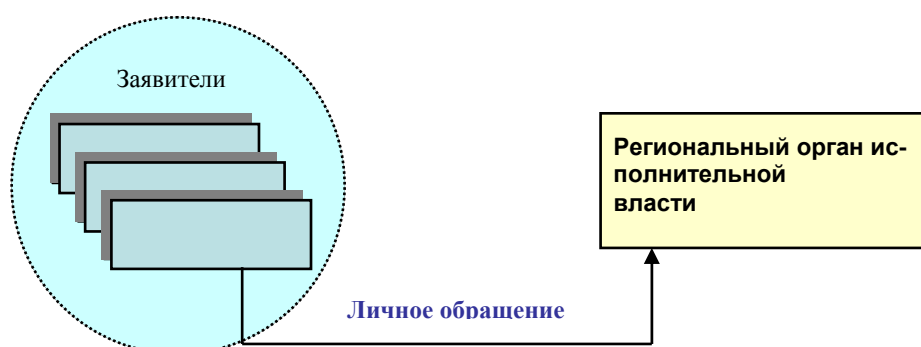 Заявители
Региональный орган ис-
полнительной
власти
Личное обращение